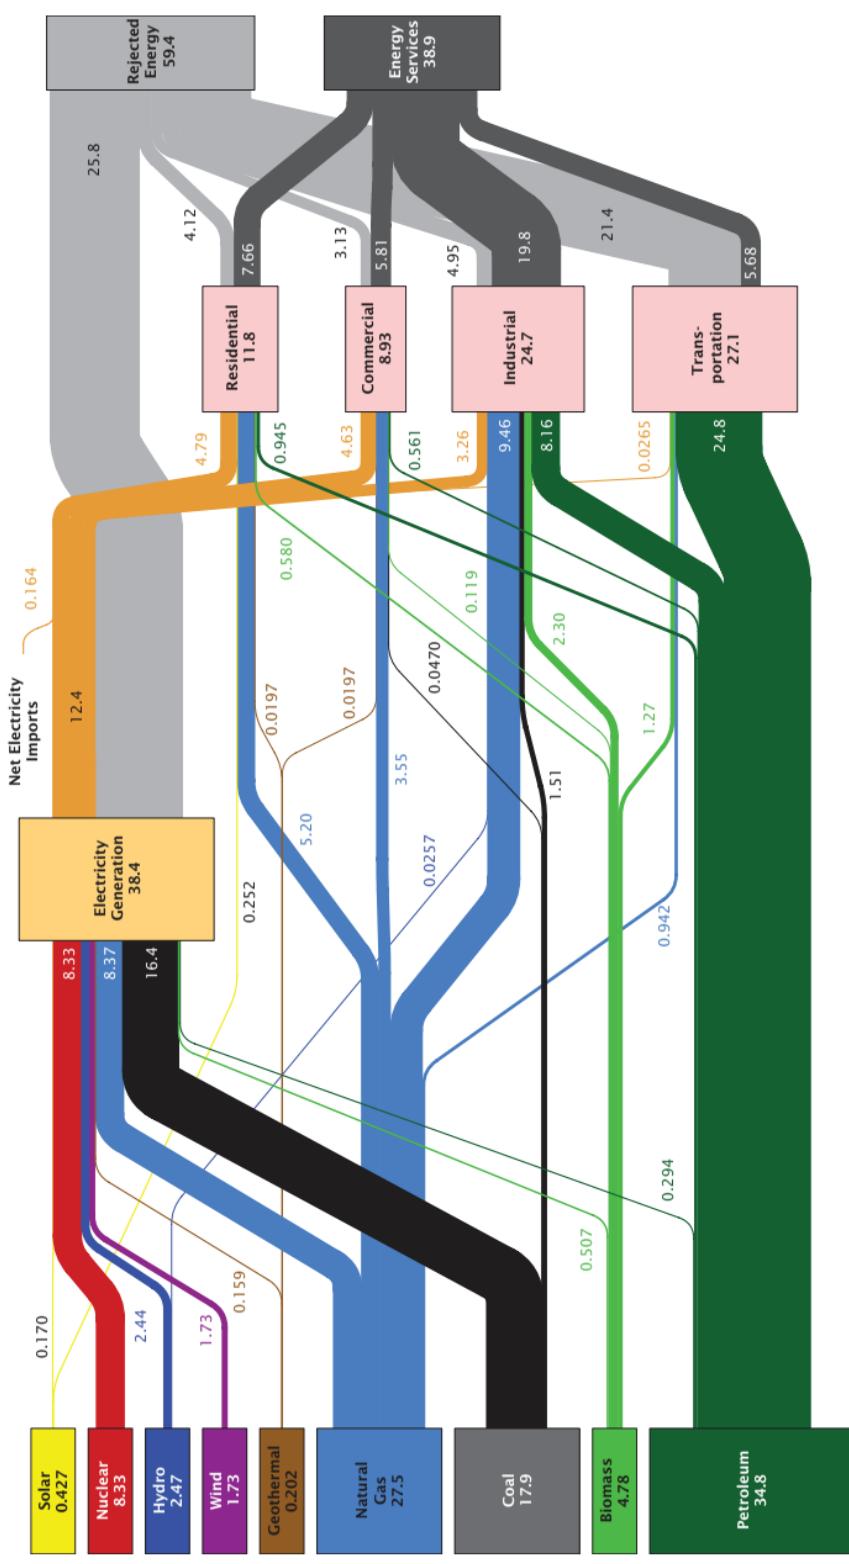 Net Electricity
Imports
Solar
0.427
Nuclear
8.33
Hydro
2.47
Wind
1.73
Geothermal
0.202
Natural
Gas
27.5
Coal
17.9
Biomass
4.78
Petroleum
34.8
0.170
2.44
1.73
0.159
0.507
0.294
8.33
8.37
16.4
0.252
Electricity
Generation
38.4
12.4
0.164
5.20
3.55
0.0257
0.942
0.0197
0.0197
0.0470
1.51
1.27
0.580
0.119
2.30
4.79
0.945
4.63
0.561
3.26
9.46
8.16
0.0265
24.8
Residential
11.8
Commercial
8.93
Industrial
24.7
Trans-
portation
27.1
25.8
4.12
7.66
3.13
5.81
4.95
19.8
21.4
5.68
Rejected
Energy
59.4
Energy
Services
38.9